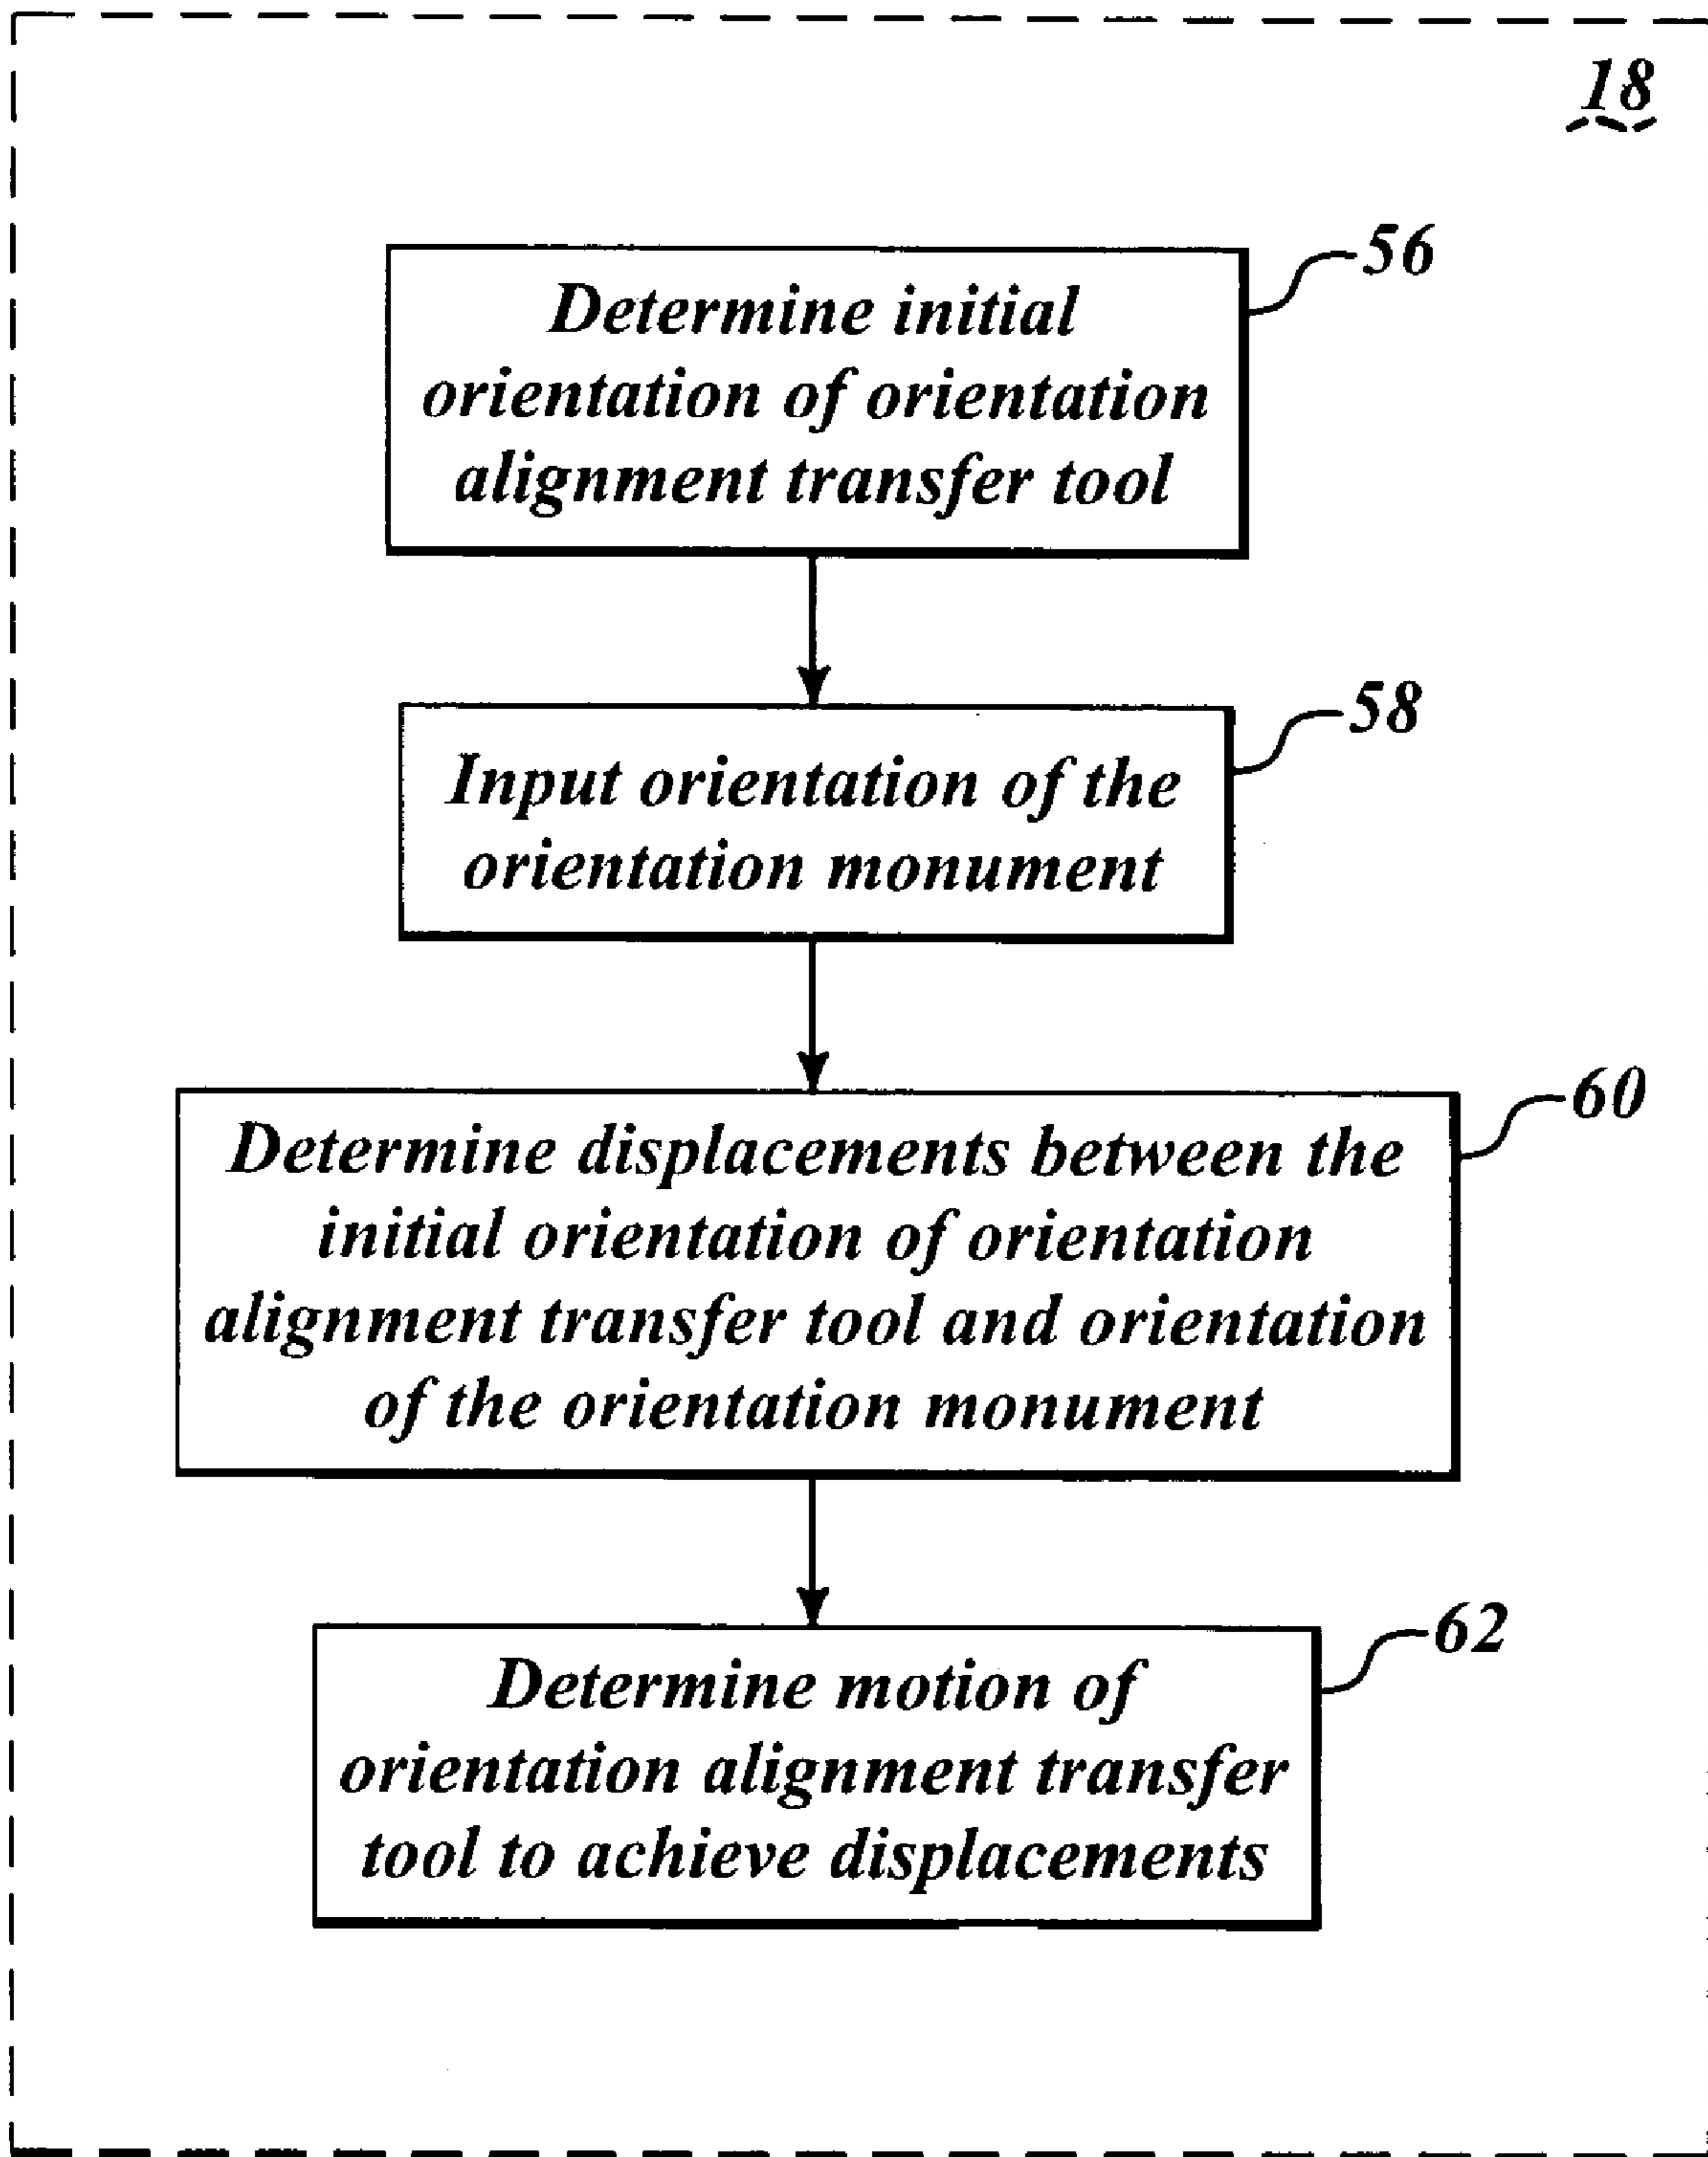 18
56
Determine initial
orientation of orientation
alignment transfer tool
58
Input orientation of the
orientation monument
60
Determine displacements between the
initial orientation of orientation
alignment transfer tool and orientation
of the orientation monument
62
Determine motion of
orientation alignment transfer
tool to achieve displacements